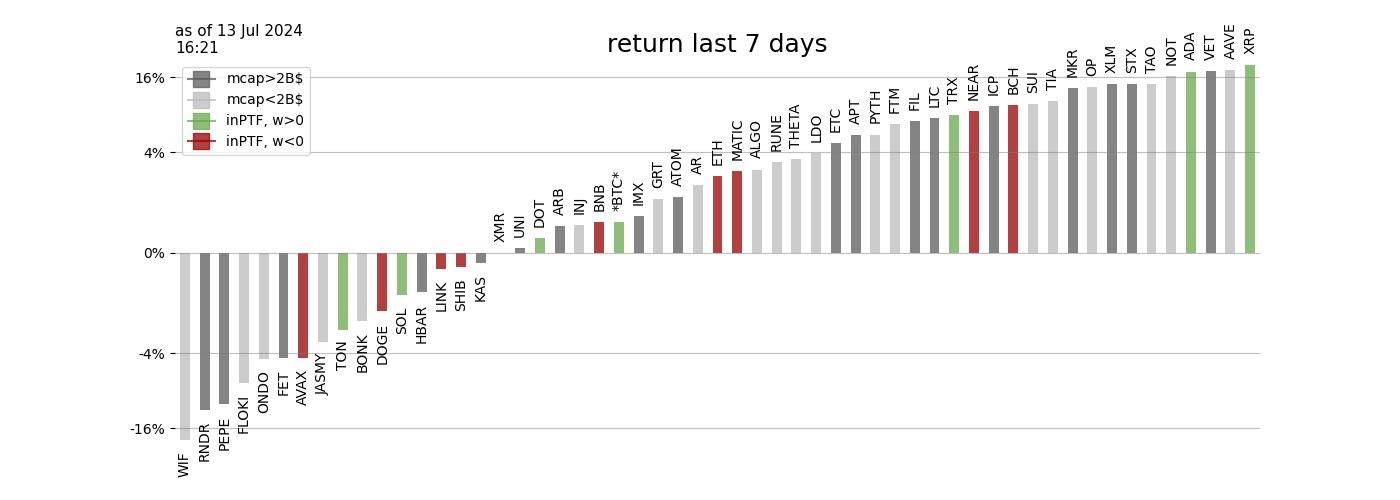 as of 13 Jul 2024
16:21
return last 7 days
mcap>2B$
mcap<2B$
inPTF, w>0
inPTF, w<0
16%
4%
0%
-4%
-16%
WIF
RNDR
PEPE
FLOKI
ONDO
FET
AVAX
JASMY
TON
BONK
DOGE
SOL
HBAR
LINK
SHIB
KAS
XMR
UNI
DOT
ARB
INJ
BNB
*BTC*
IMX
GRT
ATOM
AR
ETH
MATIC
ALGO
RUNE
THETA
LDO
ETC
APT
PYTH
FTM
FIL
LTC
TRX
NEAR
ICP
BCH
SUI
TIA
MKR
OP
XLM
STX
TAO
NOT
ADA
VET
AAVE
XRP